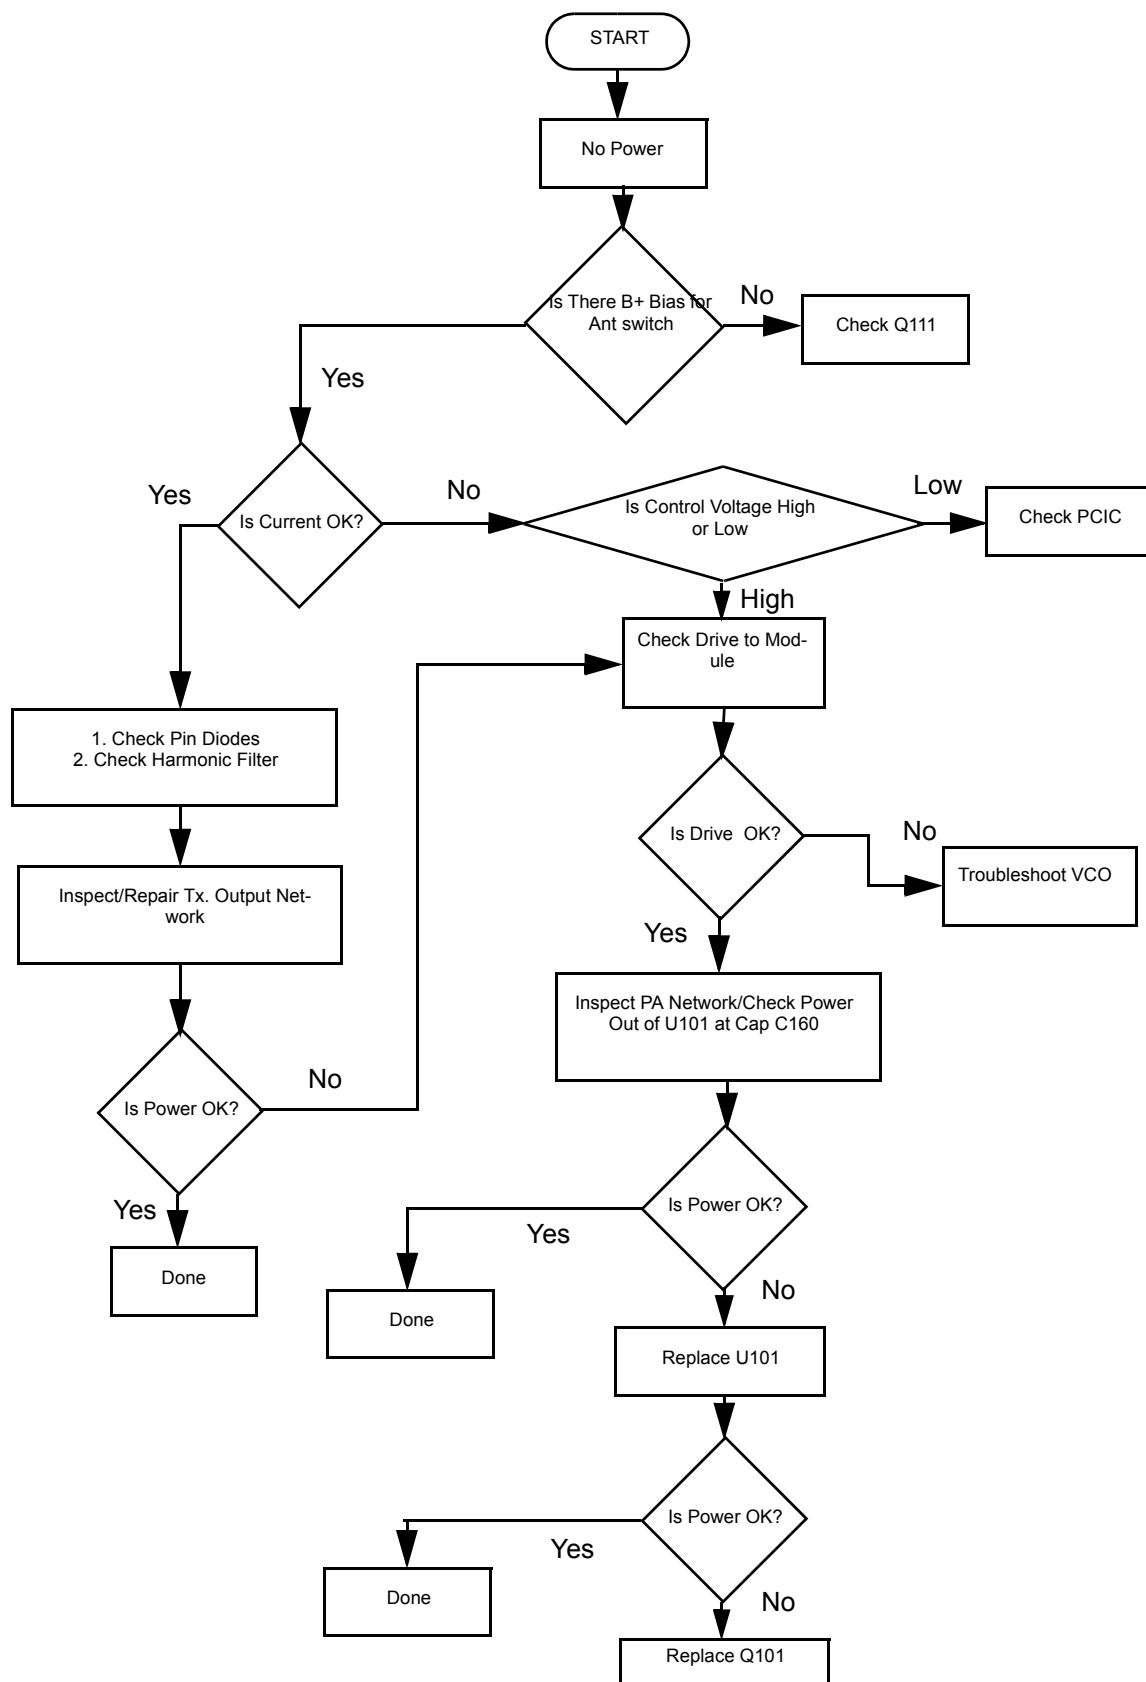 START
No Power
Is There B+ Bias for
Ant switch
No
Check Q111
Yes
Yes
Is Current OK?
No
Is Control Voltage High
or Low
Low
Check PCIC
High
Check Drive to Mod-
ule
1. Check Pin Diodes
2. Check Harmonic Filter
Is Drive OK?
No
Troubleshoot VCO
Inspect/Repair Tx. Output Net-
work
Yes
Inspect PA Network/Check Power
Out of U101 at Cap C160
Is Power OK?
No
Yes
Done
Is Power OK?
Yes
Done
No
Replace U101
Is Power OK?
Yes
Done
No
Replace Q101